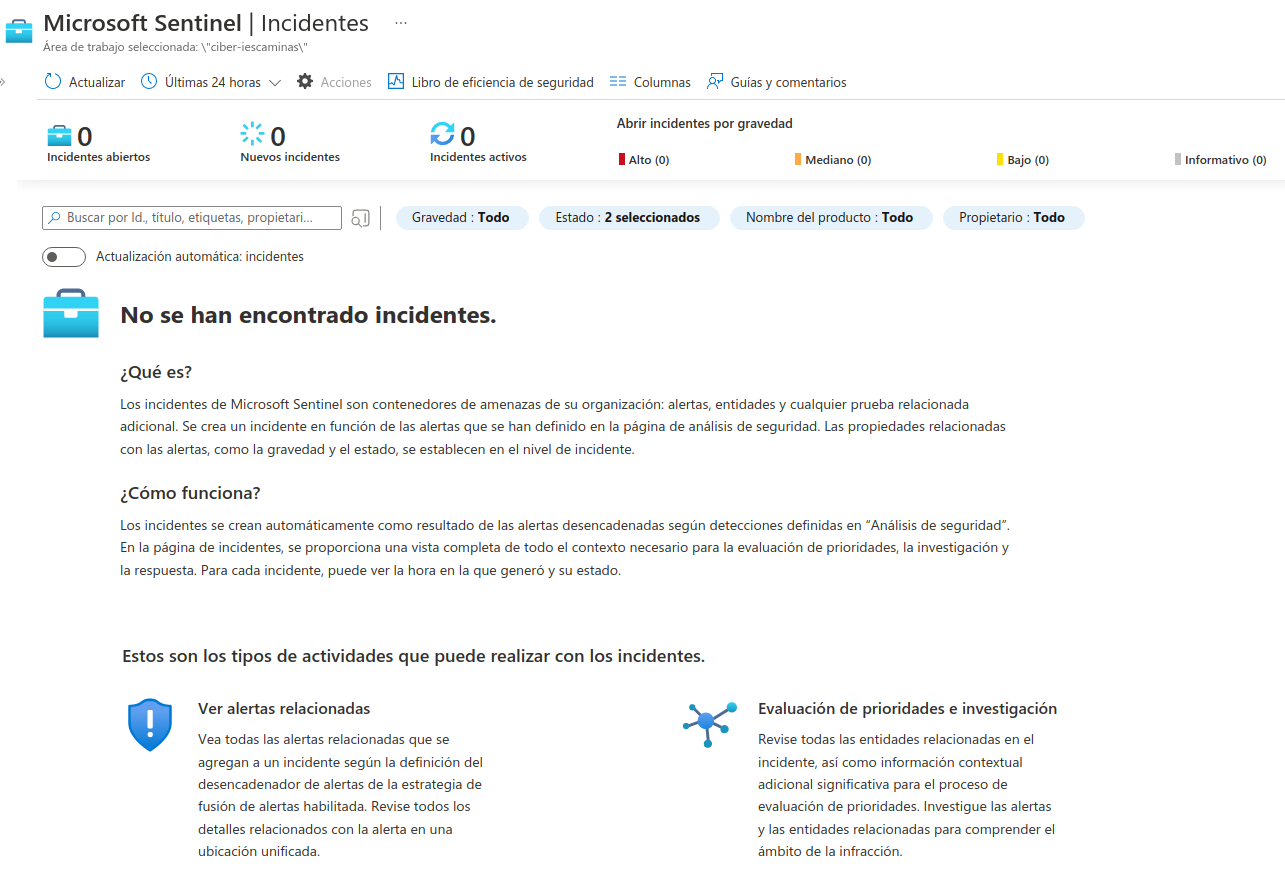 Microsoft Sentinel | Incidentes ...
Área de trabajo seleccionada: \"ciber-iescaminas\"
Actualizar Últimas 24 horas Acciones Libro de eficiencia de seguridad Columnas Guías y comentarios
0 0 0
Incidentes abiertos Nuevos incidentes Incidentes activos
Abrir incidentes por gravedad
Alto (0) Mediano (0) Bajo (0) Informativo (0)
Buscar por Id., título, etiquetas, propietari... Gravedad : Todo Estado : 2 seleccionados Nombre del producto : Todo Propietario : Todo
Actualización automática: incidentes
No se han encontrado incidentes.
¿Qué es?
Los incidentes de Microsoft Sentinel son contenedores de amenazas de su organización: alertas, entidades y cualquier prueba relacionada
adicional. Se crea un incidente en función de las alertas que se han definido en la página de análisis de seguridad. Las propiedades relacionadas
con las alertas, como la gravedad y el estado, se establecen en el nivel de incidente.
¿Cómo funciona?
Los incidentes se crean automáticamente como resultado de las alertas desencadenadas según detecciones definidas en “Análisis de seguridad”.
En la página de incidentes, se proporciona una vista completa de todo el contexto necesario para la evaluación de prioridades, la investigación y
la respuesta. Para cada incidente, puede ver la hora en la que generó y su estado.
Estos son los tipos de actividades que puede realizar con los incidentes.
Ver alertas relacionadas
Vea todas las alertas relacionadas que se
agregan a un incidente según la definición del
desencadenador de alertas de la estrategia de
fusión de alertas habilitada. Revise todos los
detalles relacionados con la alerta en una
ubicación unificada.
Evaluación de prioridades e investigación
Revise todas las entidades relacionadas en el
incidente, así como información contextual
adicional significativa para el proceso de
evaluación de prioridades. Investigue las alertas
y las entidades relacionadas para comprender el
ámbito de la infracción.